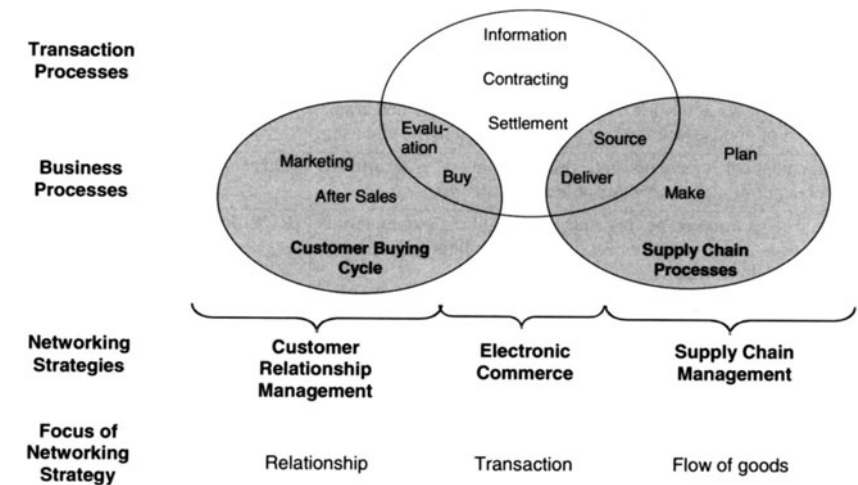 Transaction
Processes
Information
Contracting
Settlement
Business
Processes
Evalu-
ation
Buy
Marketing
After Sales
Customer Buying
Cycle
Source
Deliver
Plan
Make
Supply Chain
Processes
Networking
Strategies
Customer
Relationship
Management
Electronic
Commerce
Supply Chain
Management
Focus of
Networking
Strategy
Relationship
Transaction
Flow of goods